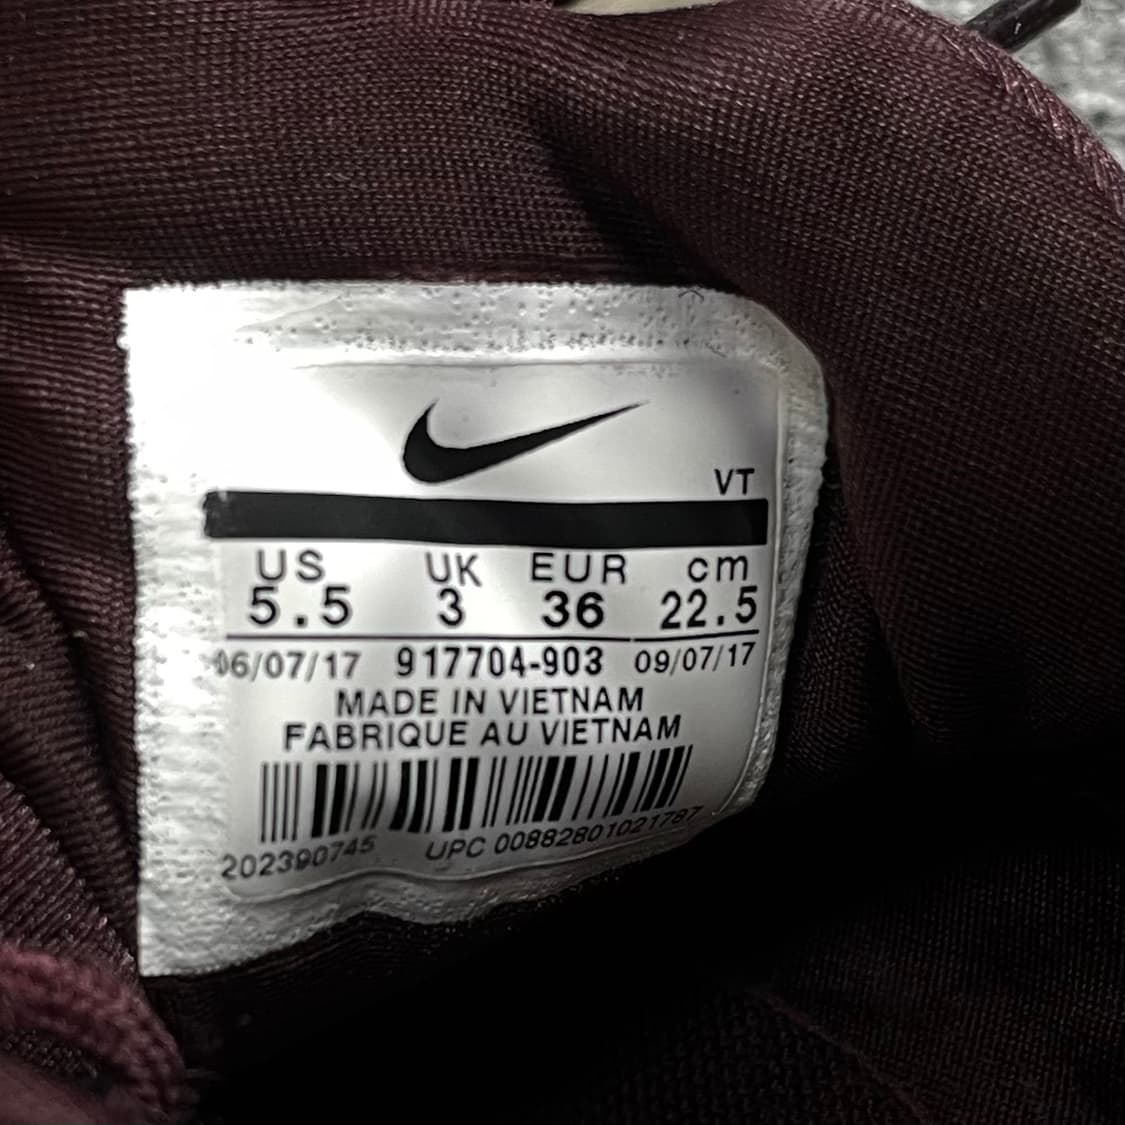 VT
US UK EUR cm
5.5 3 36 22.5
06/07/17 917704-903 09/07/17
MADE IN VIETNAM
FABRIQUE AU VIETNAM
202390745 UPC 00882801021787